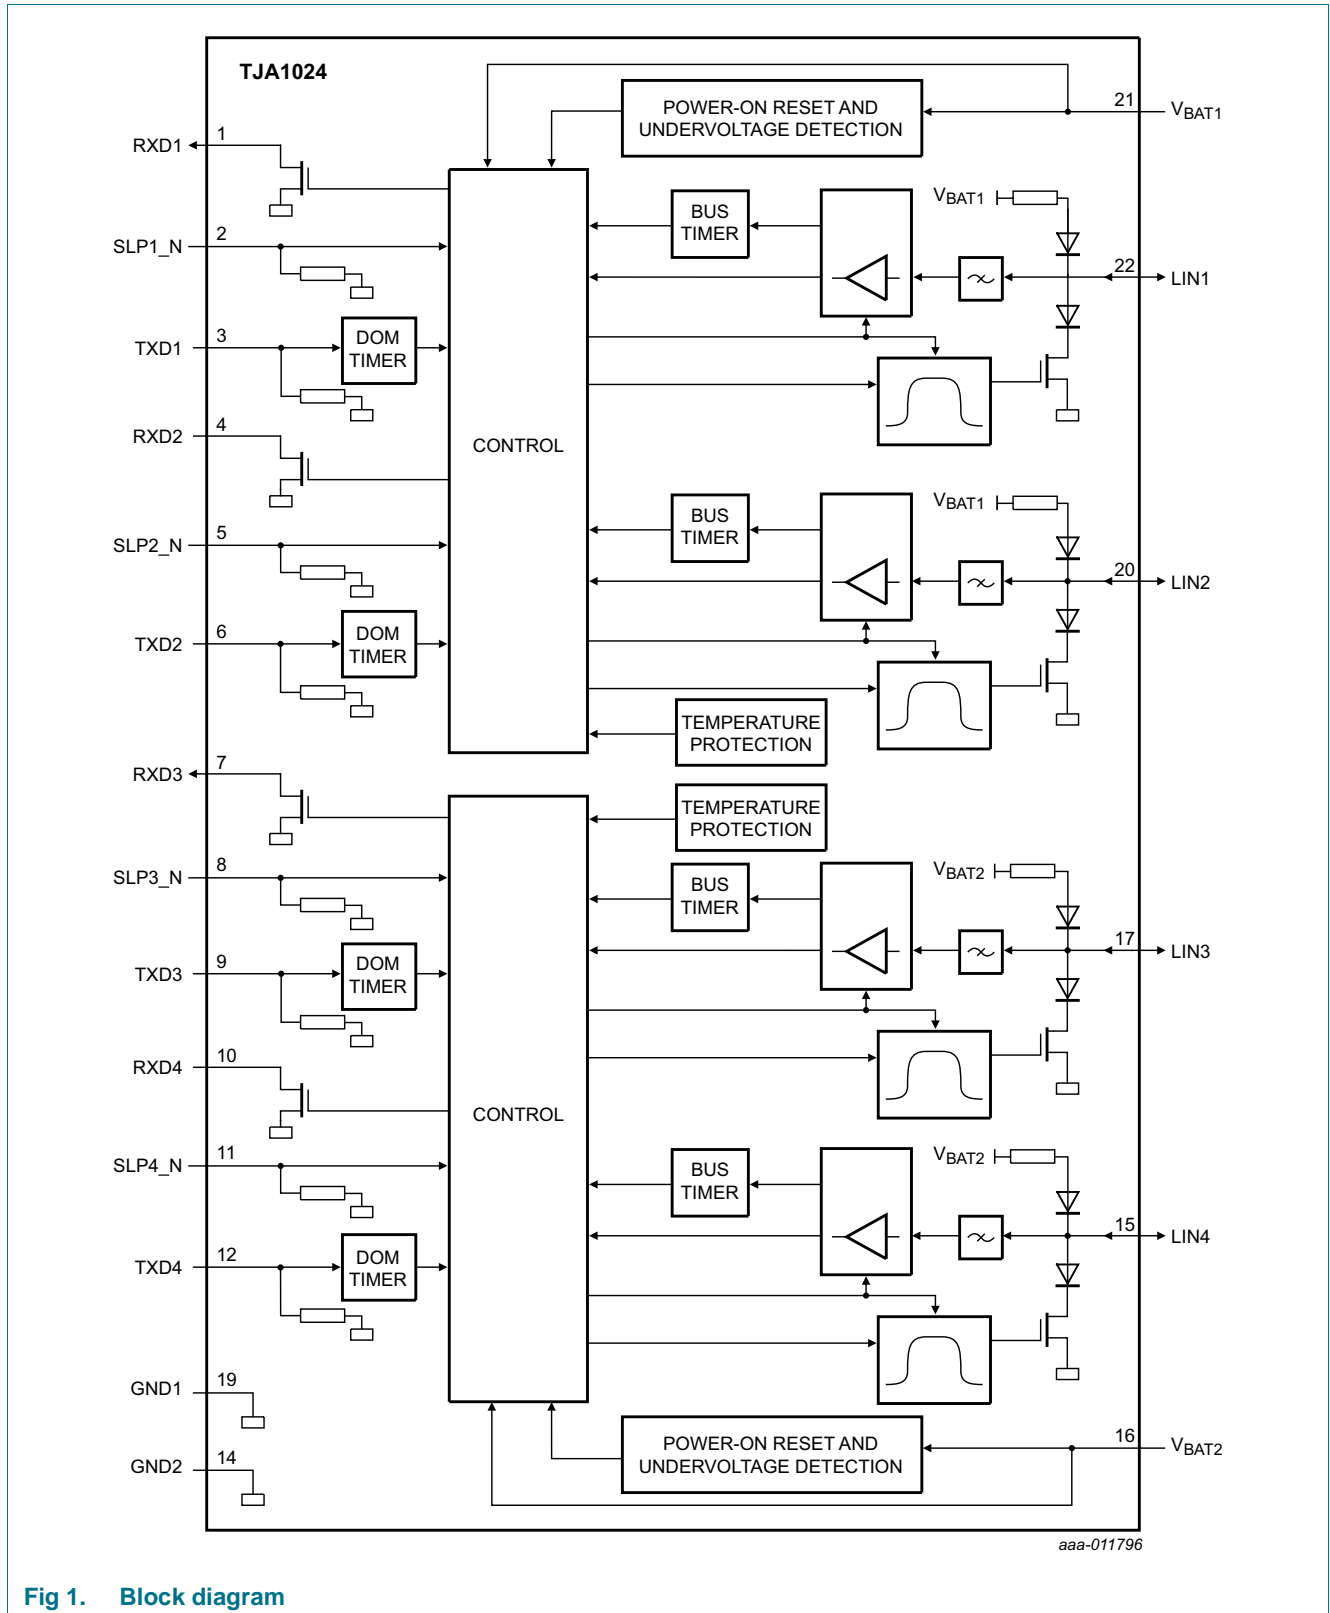 TJA1024
POWER-ON RESET AND
UNDERVOLTAGE DETECTION
21
VBAT1
RXD1
1
BUS
TIMER
VBAT1
SLP1_N
2
22
LIN1
TXD1
3
DOM
TIMER
RXD2
4
CONTROL
BUS
TIMER
VBAT1
SLP2_N
5
20
LIN2
TXD2
6
DOM
TIMER
TEMPERATURE
PROTECTION
RXD3
7
TEMPERATURE
PROTECTION
SLP3_N
8
BUS
TIMER
VBAT2
17
LIN3
TXD3
9
DOM
TIMER
RXD4
10
CONTROL
SLP4_N
11
BUS
TIMER
VBAT2
15
LIN4
TXD4
12
DOM
TIMER
GND1
19
POWER-ON RESET AND
UNDERVOLTAGE DETECTION
16
VBAT2
GND2
14
aaa-011796
Fig 1. Block diagram